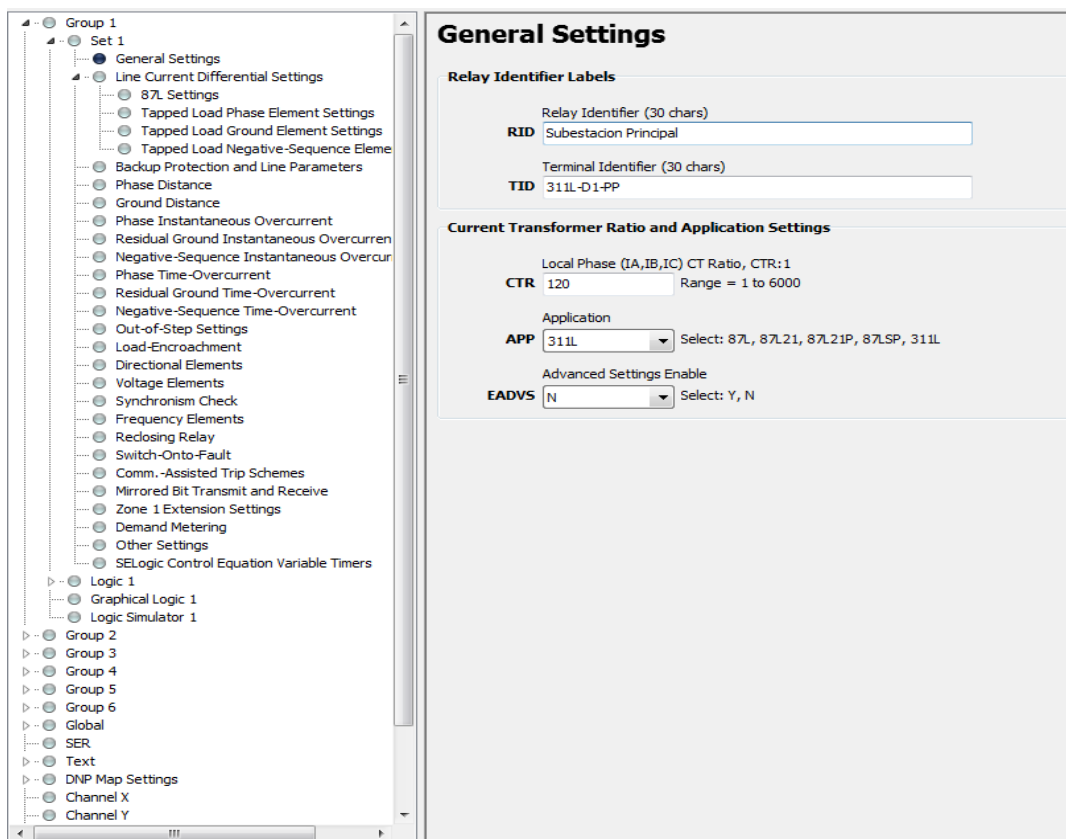 Group 1
Set 1
General Settings
Line Current Differential Settings
87L Settings
Tapped Load Phase Element Settings
Tapped Load Ground Element Settings
Tapped Load Negative-Sequence Eleme
Backup Protection and Line Parameters
Phase Distance
Ground Distance
Phase Instantaneous Overcurrent
Residual Ground Instantaneous Overcurren
Negative-Sequence Instantaneous Overcur
Phase Time-Overcurrent
Residual Ground Time-Overcurrent
Negative-Sequence Time-Overcurrent
Out-of-Step Settings
Load-Encroachment
Directional Elements
Voltage Elements
Synchronism Check
Frequency Elements
Reclosing Relay
Switch-Onto-Fault
Comm.-Assisted Trip Schemes
Mirrored Bit Transmit and Receive
Zone 1 Extension Settings
Demand Metering
Other Settings
SELogic Control Equation Variable Timers
Logic 1
Graphical Logic 1
Logic Simulator 1
Group 2
Group 3
Group 4
Group 5
Group 6
Global
SER
Text
DNP Map Settings
Channel X
Channel Y
General Settings
Relay Identifier Labels
Relay Identifier (30 chars)
RID Subestacion Principal
Terminal Identifier (30 chars)
TID 311L-D1-PP
Current Transformer Ratio and Application Settings
Local Phase (IA,IB,IC) CT Ratio, CTR:1
CTR 120 Range = 1 to 6000
Application
APP 311L Select: 87L, 87L21, 87L21P, 87LSP, 311L
Advanced Settings Enable
EADVS N Select: Y, N